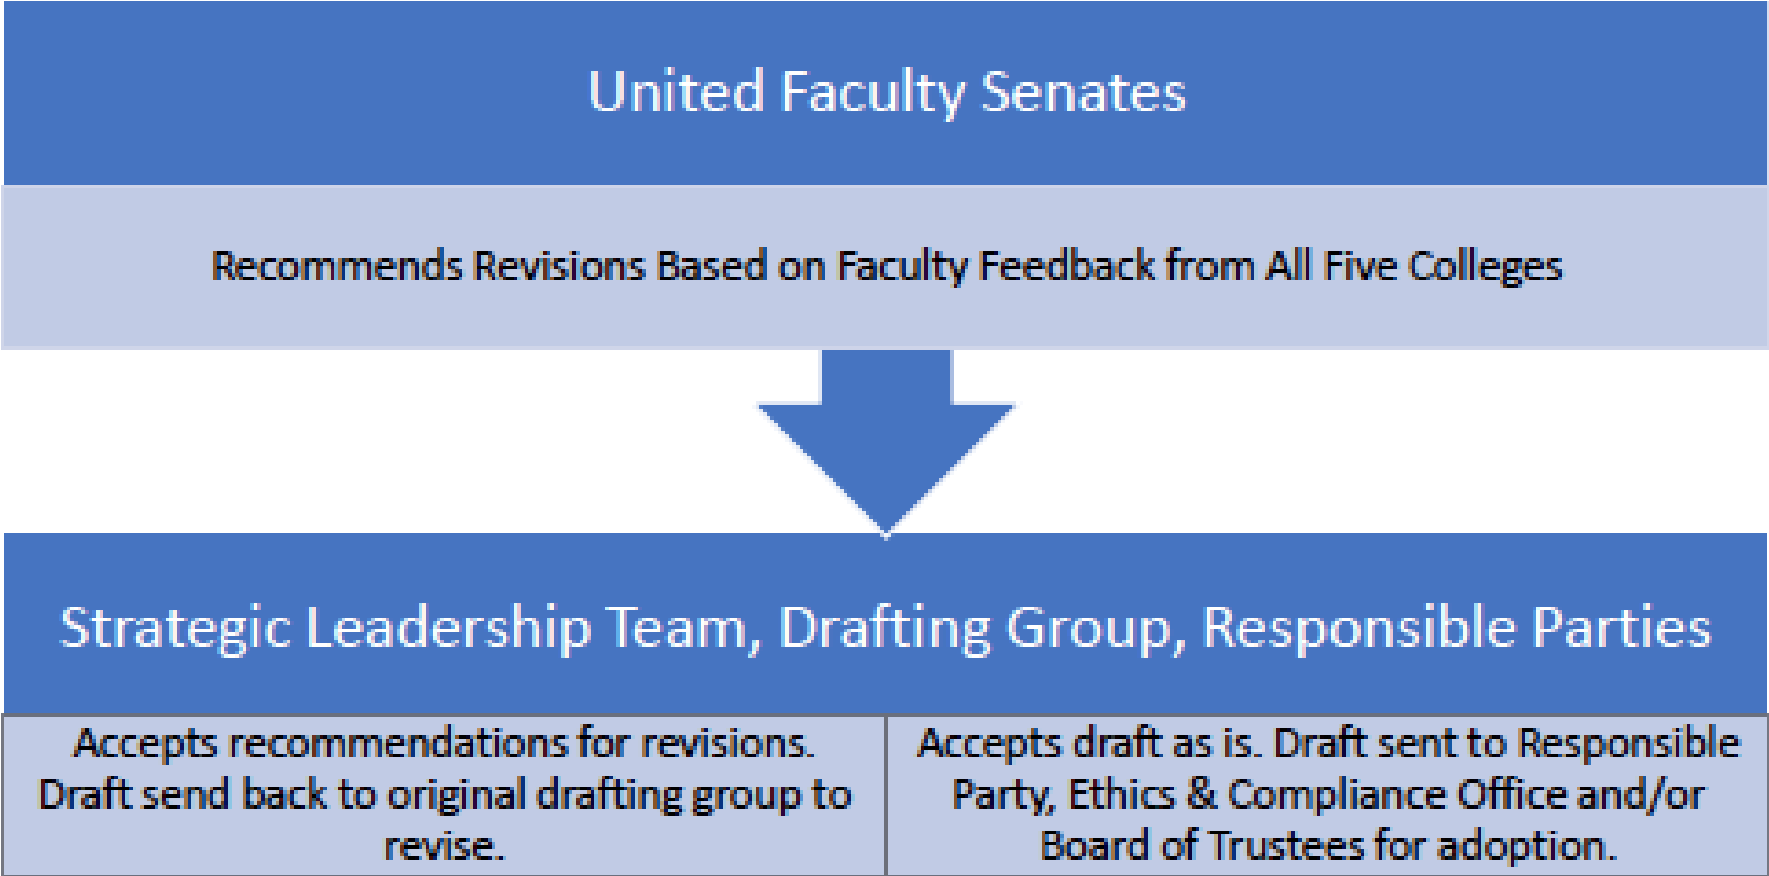 United Faculty Senates
Recommends Revisions Based on Faculty Feedback from All Five Colleges
Strategic Leadership Team, Drafting Group, Responsible Parties
Accepts recommendations for revisions.
Draft send back to original drafting group to
revise.
Accepts draft as is. Draft sent to Responsible
Party, Ethics & Compliance Office and/or
Board of Trustees for adoption.